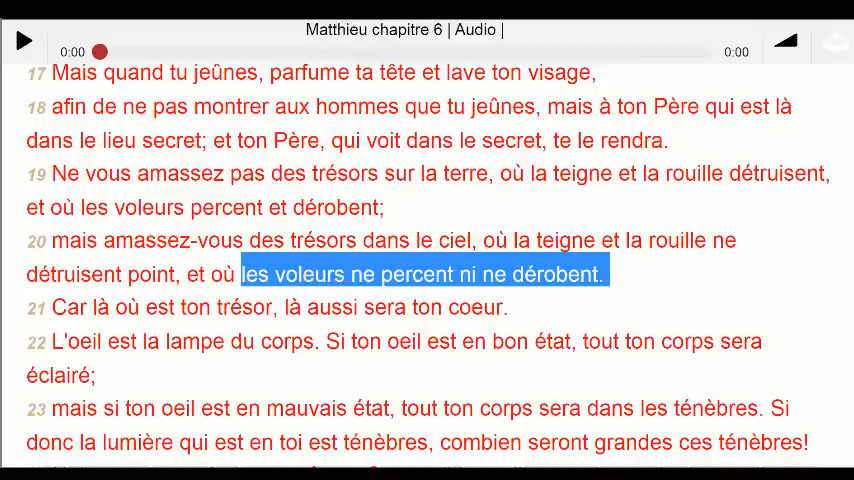 Matthieu chapitre 6 | Audio |
0:00 0:00
17 Mais quand tu jeûnes, parfume ta tête et lave ton visage,
18 afin de ne pas montrer aux hommes que tu jeûnes, mais à ton Père qui est là
dans le lieu secret; et ton Père, qui voit dans le secret, te le rendra.
19 Ne vous amassez pas des trésors sur la terre, où la teigne et la rouille détruisent,
et où les voleurs percent et dérobent;
20 mais amassez-vous des trésors dans le ciel, où la teigne et la rouille ne
détruisent point, et où les voleurs ne percent ni ne dérobent.
21 Car là où est ton trésor, là aussi sera ton coeur.
22 L'oeil est la lampe du corps. Si ton oeil est en bon état, tout ton corps sera
éclairé;
23 mais si ton oeil est en mauvais état, tout ton corps sera dans les ténèbres. Si
donc la lumière qui est en toi est ténèbres, combien seront grandes ces ténèbres!